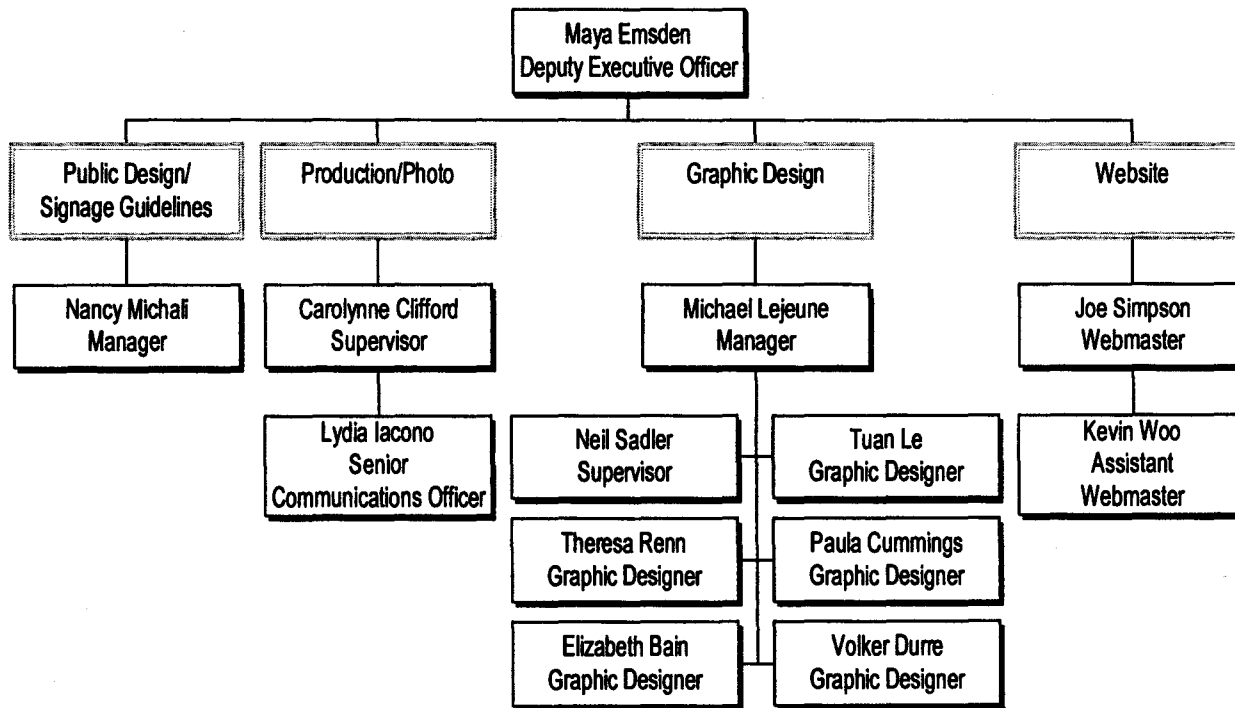 Maya Emsden
Deputy Executive Officer
Public Design/
Signage Guidelines
Production/Photo
Graphic Design
Website
Nancy Michali
Manager
Carolynne Clifford
Supervisor
Michael Lejeune
Manager
Joe Simpson
Webmaster
Lydia Iacono
Senior
Communications Officer
Neil Sadler
Supervisor
Tuan Le
Graphic Designer
Kevin Woo
Assistant
Webmaster
Theresa Renn
Graphic Designer
Paula Cummings
Graphic Designer
Elizabeth Bain
Graphic Designer
Volker Durre
Graphic Designer